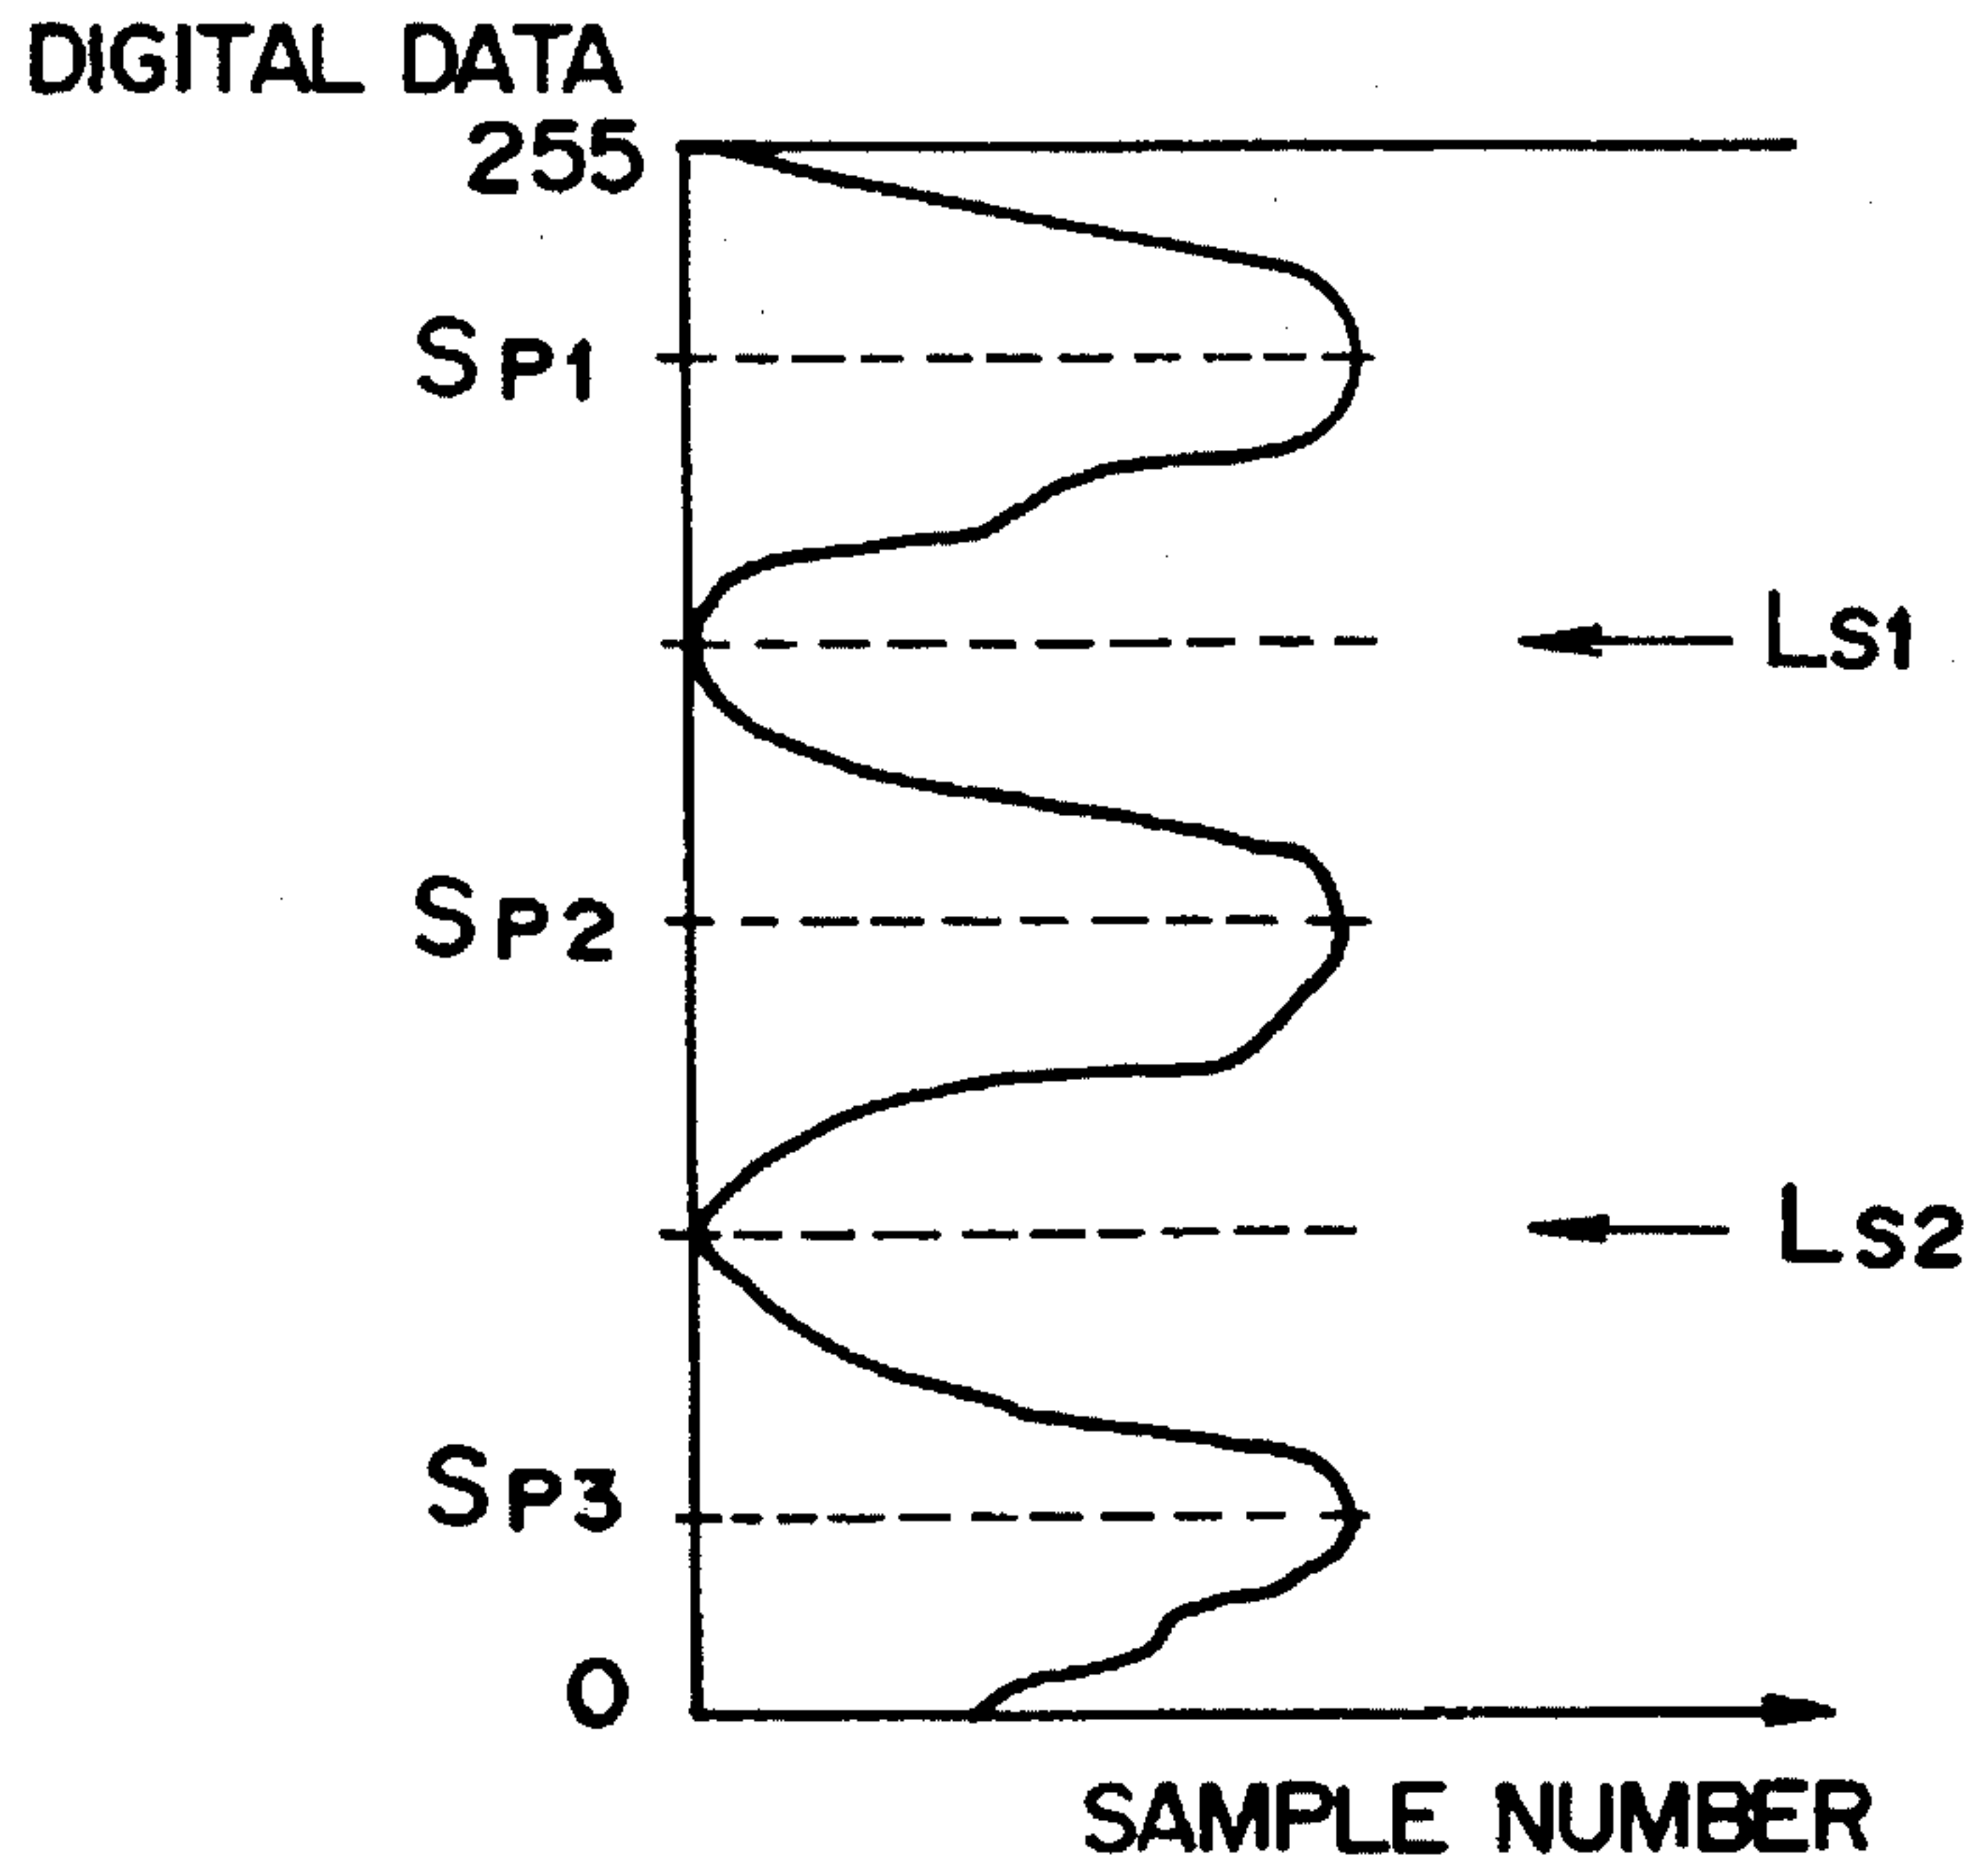 DIGITAL DATA
255
SP1
LS1
SP2
LS2
SP3
0
SAMPLE NUMBER